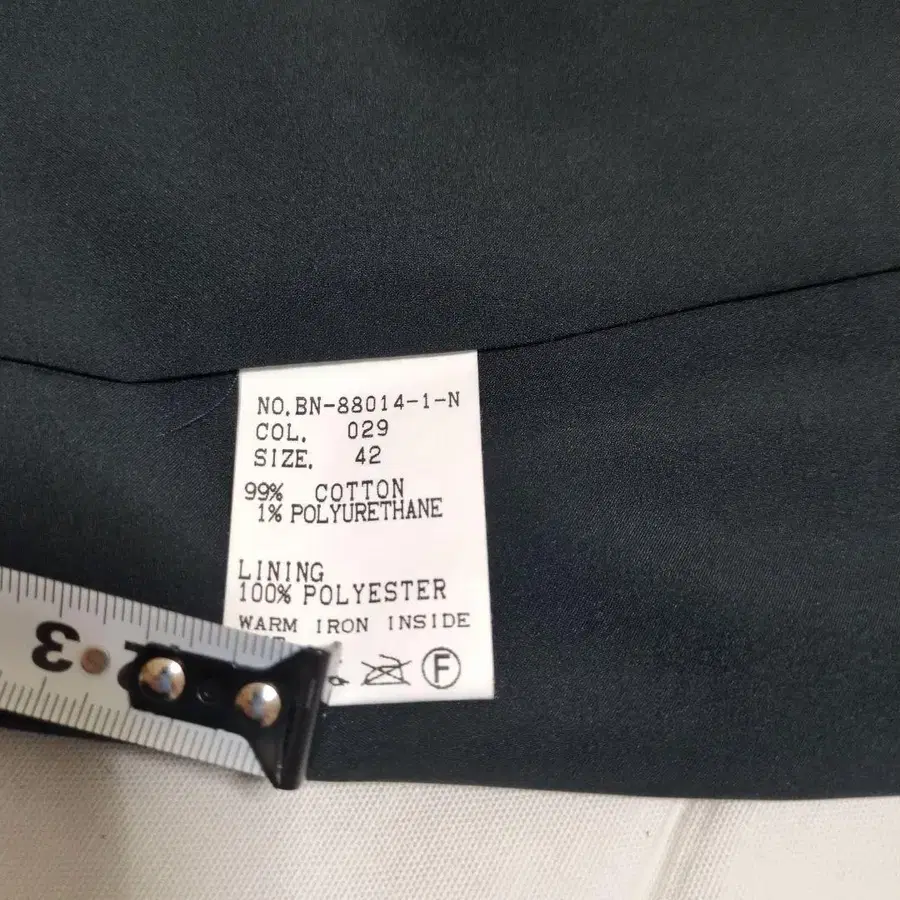 NO.BN-88014-1-N
COL. 029
SIZE. 42
99% COTTON
1% POLYURETHANE
LINING
100% POLYESTER
WARM IRON INSIDE
F
3